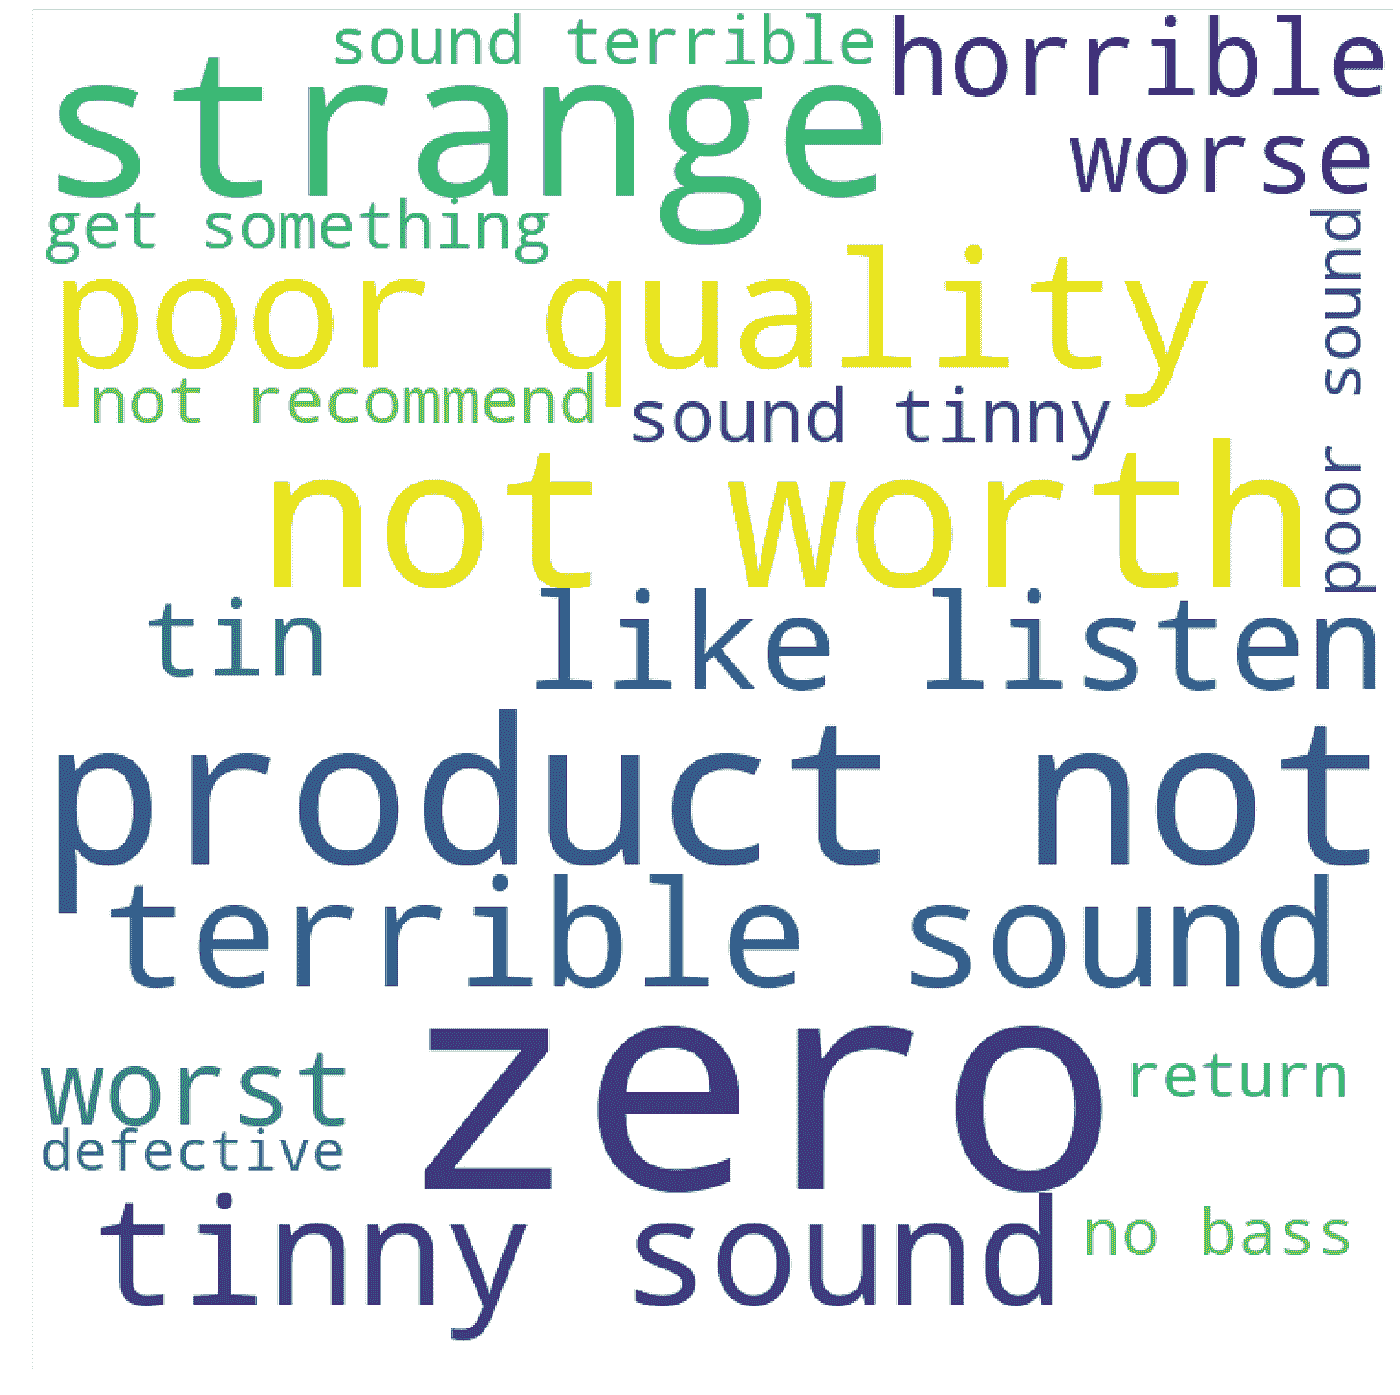 sound terrible
horrible
strange
worse
get something
poor sound
poor quality
not recommend
sound tinny
not worth
tin
like listen
product not
terrible sound
zero
worst
return
defective
tinny sound
no bass